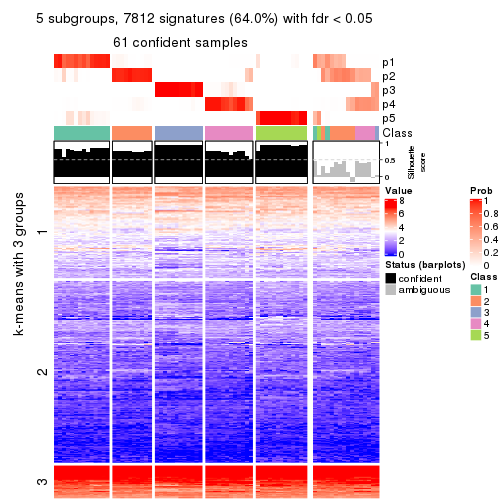 5 subgroups, 7812 signatures (64.0%) with fdr < 0.05
61 confident samples
p1
p2
p3
p4
p5
Class
1
0.5
0
Silhouette
score
k-means with 3 groups
1
2
3
Value
8
6
4
2
0
Status (barplots)
confident
ambiguous
Prob
1
0.8
0.6
0.4
0.2
0
Class
1
2
3
4
5